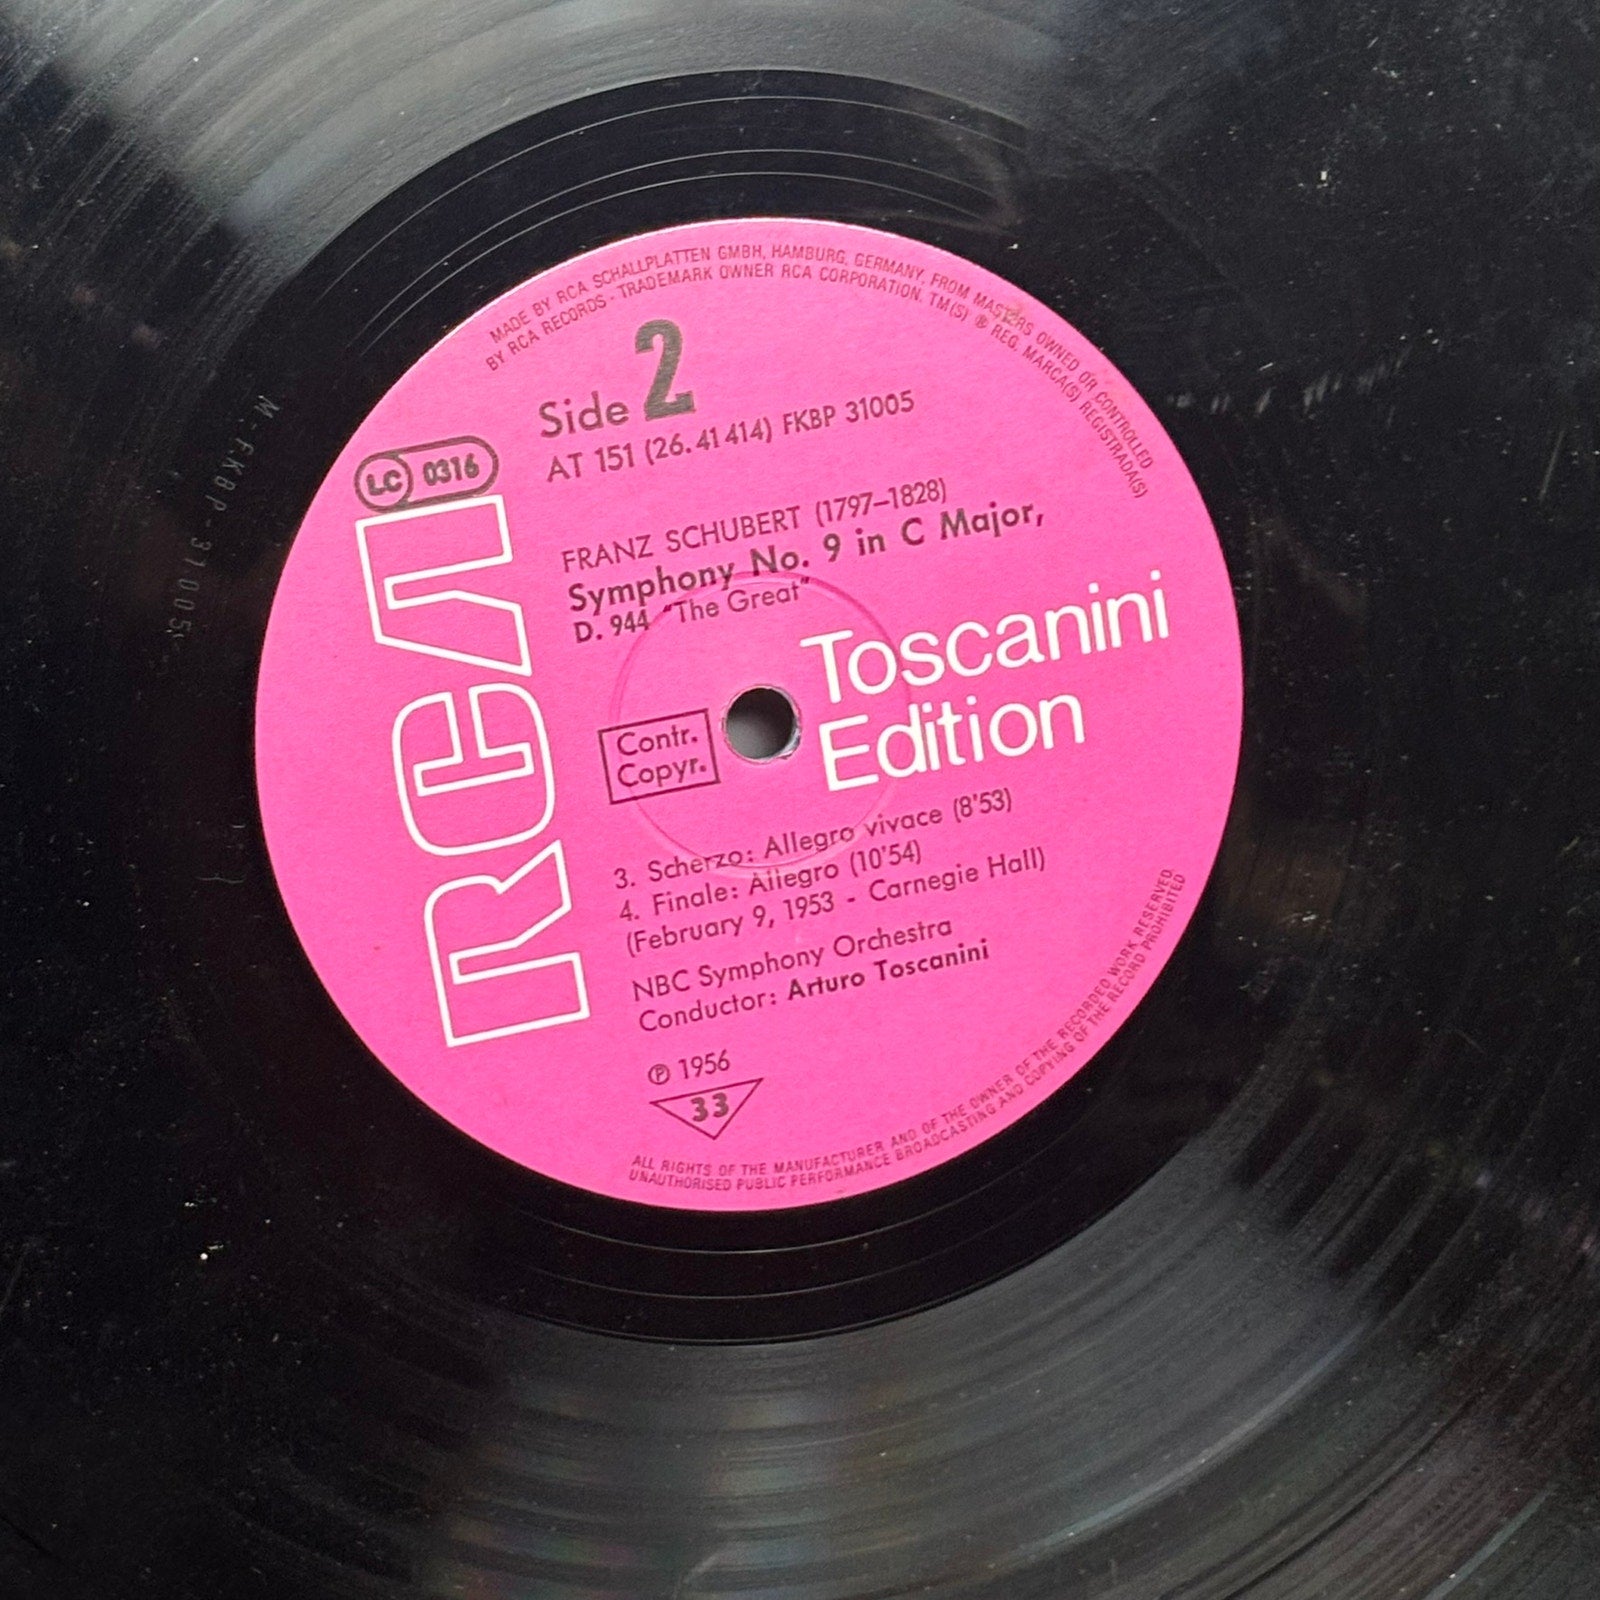 MADE BY RCA SCHALLPLATTEN GMBH, HAMBURG, GERMANY, FROM MASTERS OWNED OR CONTROLLED
BY RCA RECORDS · TRADEMARK OWNER RCA CORPORATION. TM(S) ® REG. MARCA(S) REGISTRADA(S)
Side 2
AT 151 (26.41 414) FKBP 31005
LC 0316
RCA
FRANZ SCHUBERT (1797–1828)
Symphony No. 9 in C Major,
D. 944 "The Great"
Toscanini
Edition
Contr.
Copyr.
3. Scherzo: Allegro vivace (8'53)
4. Finale: Allegro (10'54)
(February 9, 1953 - Carnegie Hall)
NBC Symphony Orchestra
Conductor: Arturo Toscanini
℗ 1956
33
ALL RIGHTS OF THE MANUFACTURER AND OF THE OWNER OF THE RECORDED WORK RESERVED
UNAUTHORISED PUBLIC PERFORMANCE BROADCASTING AND COPYING OF THE RECORD PROHIBITED
M-FKBP-31005